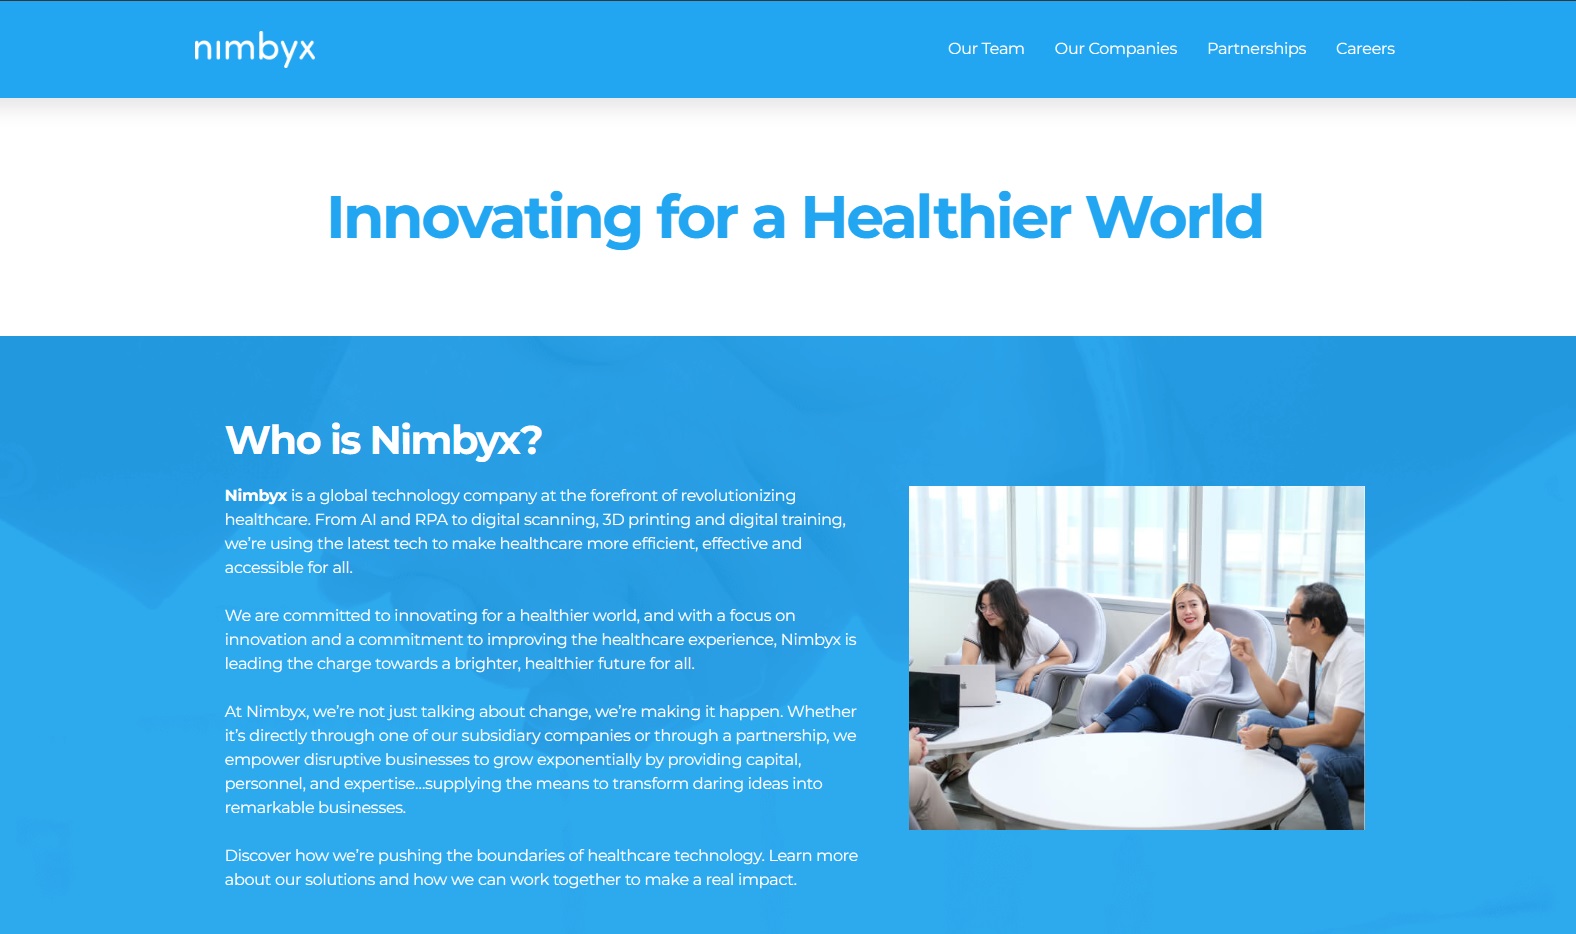 nimbyx
Our Team
Our Companies
Partnerships
Careers
Innovating for a Healthier World
Who is Nimbyx?
Nimbyx is a global technology company at the forefront of revolutionizing
healthcare. From AI and RPA to digital scanning, 3D printing and digital training,
we’re using the latest tech to make healthcare more efficient, effective and
accessible for all.
We are committed to innovating for a healthier world, and with a focus on
innovation and a commitment to improving the healthcare experience, Nimbyx is
leading the charge towards a brighter, healthier future for all.
At Nimbyx, we’re not just talking about change, we’re making it happen. Whether
it’s directly through one of our subsidiary companies or through a partnership, we
empower disruptive businesses to grow exponentially by providing capital,
personnel, and expertise…supplying the means to transform daring ideas into
remarkable businesses.
Discover how we’re pushing the boundaries of healthcare technology. Learn more
about our solutions and how we can work together to make a real impact.